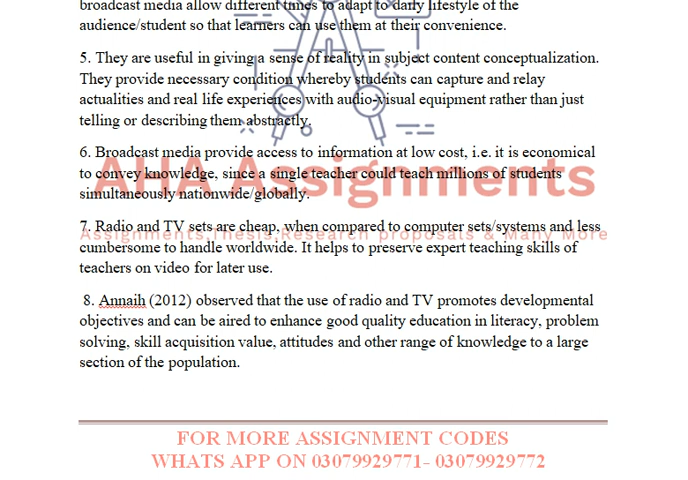 broadcast media allow different times to adapt to daily lifestyle of the
audience/student so that learners can use them at their convenience.
5. They are useful in giving a sense of reality in subject content conceptualization.
They provide necessary condition whereby students can capture and relay
actualities and real life experiences with audio-visual equipment rather than just
telling or describing them abstractly.
6. Broadcast media provide access to information at low cost, i.e. it is economical
to convey knowledge, since a single teacher could teach millions of students
simultaneously nationwide/globally.
AHA Assignments
7. Radio and TV sets are cheap, when compared to computer sets/systems and less
Assignments,Thesis,Research proposals & Many More
cumbersome to handle worldwide. It helps to preserve expert teaching skills of
teachers on video for later use.
8. Annaih (2012) observed that the use of radio and TV promotes developmental
objectives and can be aired to enhance good quality education in literacy, problem
solving, skill acquisition value, attitudes and other range of knowledge to a large
section of the population.
FOR MORE ASSIGNMENT CODES
WHATS APP ON 03079929771- 03079929772